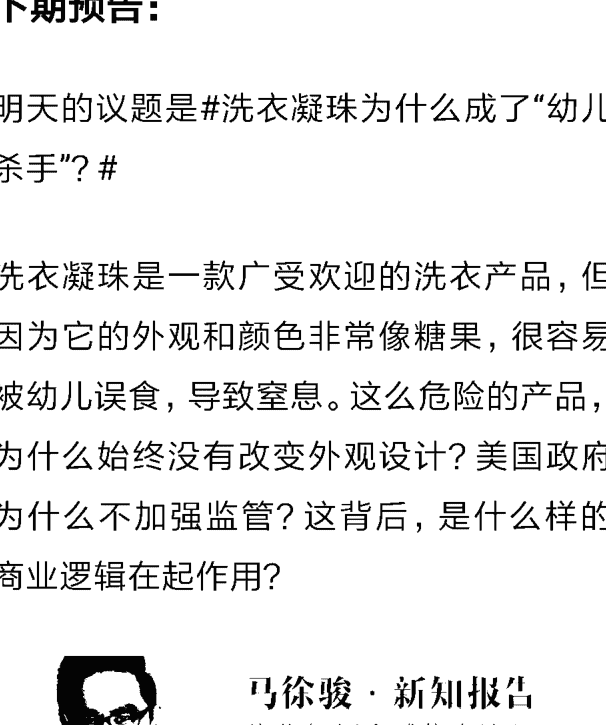 下期预告：
明天的议题是#洗衣凝珠为什么成了“幼儿
杀手”？#
洗衣凝珠是一款广受欢迎的洗衣产品，但
因为它的外观和颜色非常像糖果，很容易
被幼儿误食，导致窒息。这么危险的产品，
为什么始终没有改变外观设计？美国政府
为什么不加强监管？这背后，是什么样的
商业逻辑在起作用？
马徐骏·新知报告